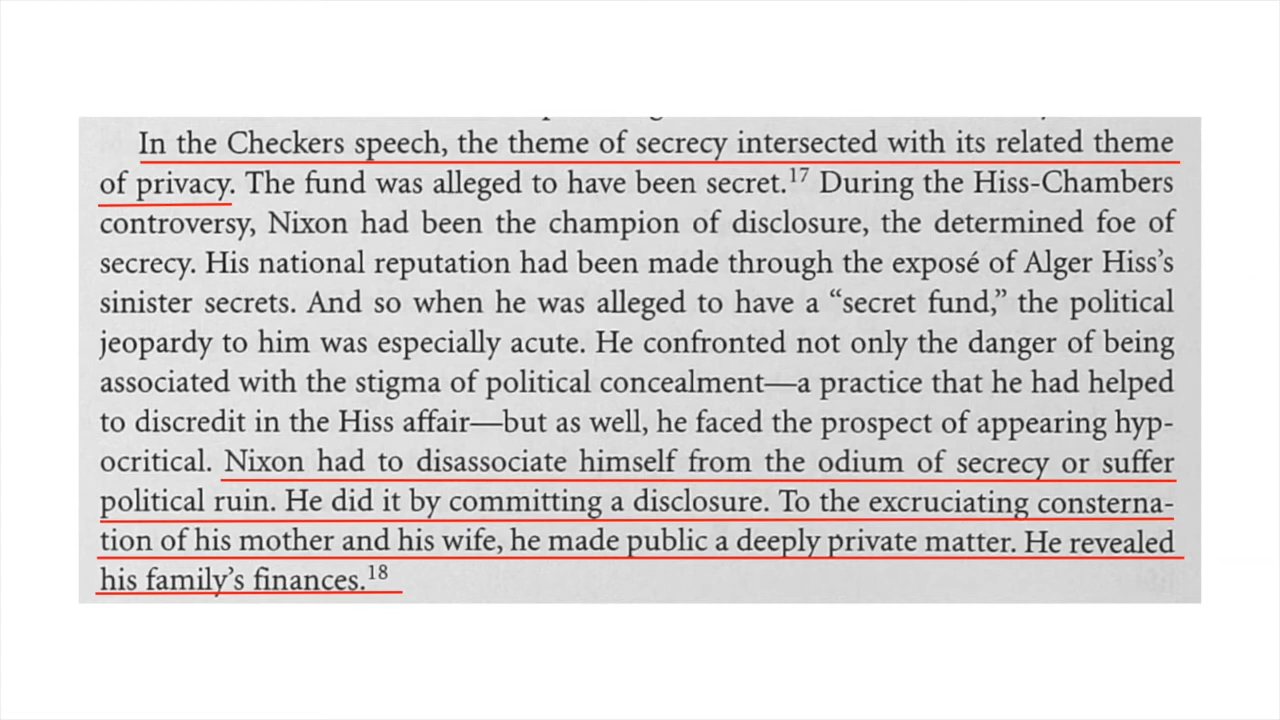 In the Checkers speech, the theme of secrecy intersected with its related theme
of privacy. The fund was alleged to have been secret.17 During the Hiss-Chambers
controversy, Nixon had been the champion of disclosure, the determined foe of
secrecy. His national reputation had been made through the exposé of Alger Hiss’s
sinister secrets. And so when he was alleged to have a “secret fund,” the political
jeopardy to him was especially acute. He confronted not only the danger of being
associated with the stigma of political concealment—a practice that he had helped
to discredit in the Hiss affair—but as well, he faced the prospect of appearing hyp-
ocritical. Nixon had to disassociate himself from the odium of secrecy or suffer
political ruin. He did it by committing a disclosure. To the excruciating consterna-
tion of his mother and his wife, he made public a deeply private matter. He revealed
his family’s finances.18